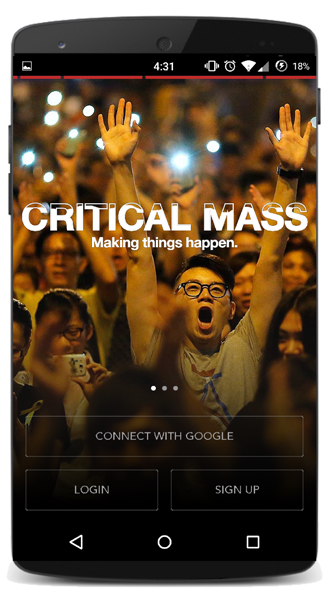 4:31
18%
CRITICAL MASS
Making things happen.
CONNECT WITH GOOGLE
LOGIN
SIGN UP